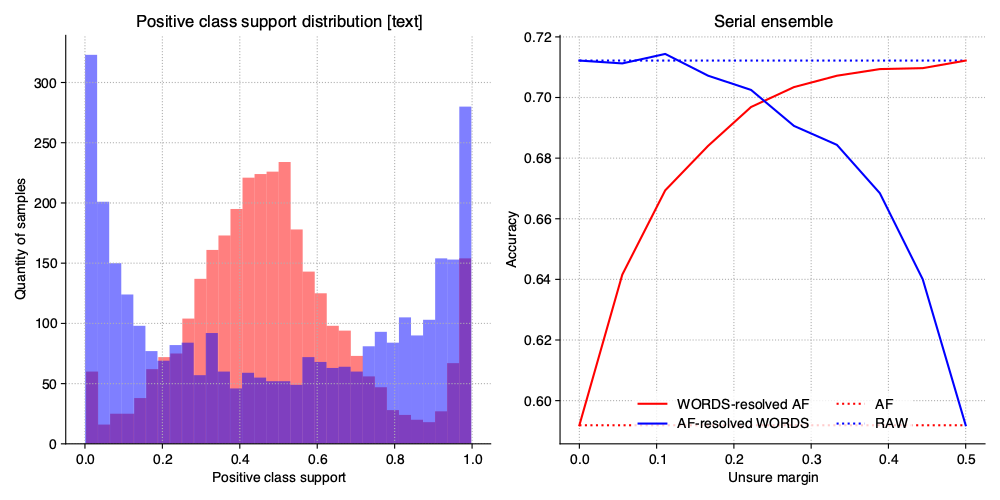 Positive class support distribution [text]
Quantity of samples
300
250
200
150
100
50
0
0.0 0.2 0.4 0.6 0.8 1.0
Positive class support
Serial ensemble
Accuracy
0.72
0.70
0.68
0.66
0.64
0.62
0.60
WORDS-resolved AF AF
AF-resolved WORDS RAW
0.0 0.1 0.2 0.3 0.4 0.5
Unsure margin